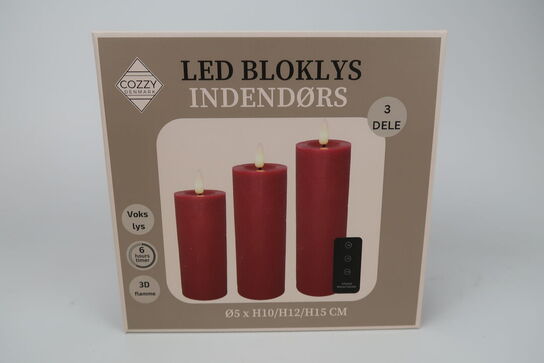 COZZY
DENMARK
LED BLOKLYS
INDENDØRS
3
DELE
Voks
lys
6
hours
timer
3D
flamme
Ø5 x H10/H12/H15 CM